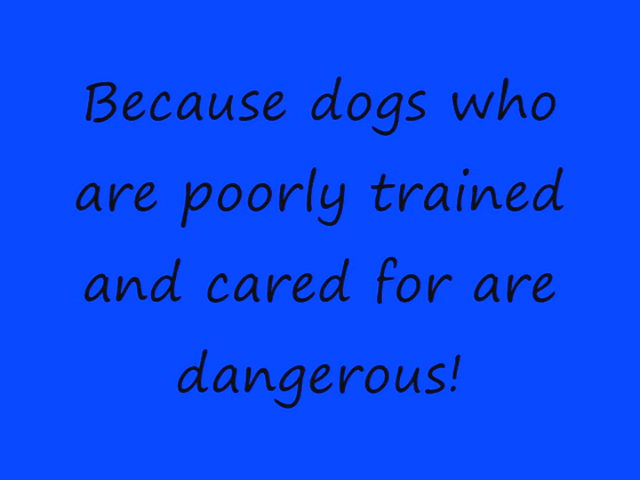 Because dogs who
are poorly trained
and cared for are
dangerous!